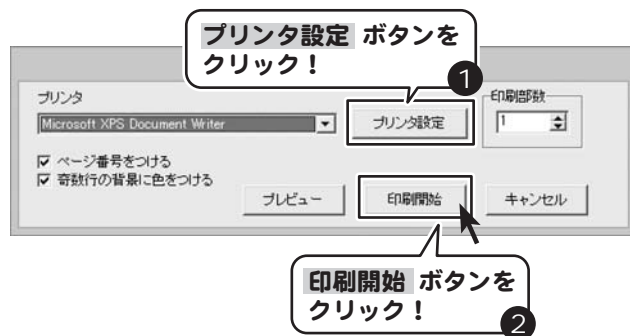 プリンタ設定 ボタンを
クリック！
1
プリンタ
印刷部数
Microsoft XPS Document Writer
プリンタ設定
1
ページ番号をつける
奇数行の背景に色をつける
プレビュー
印刷開始
キャンセル
印刷開始 ボタンを
クリック！
2